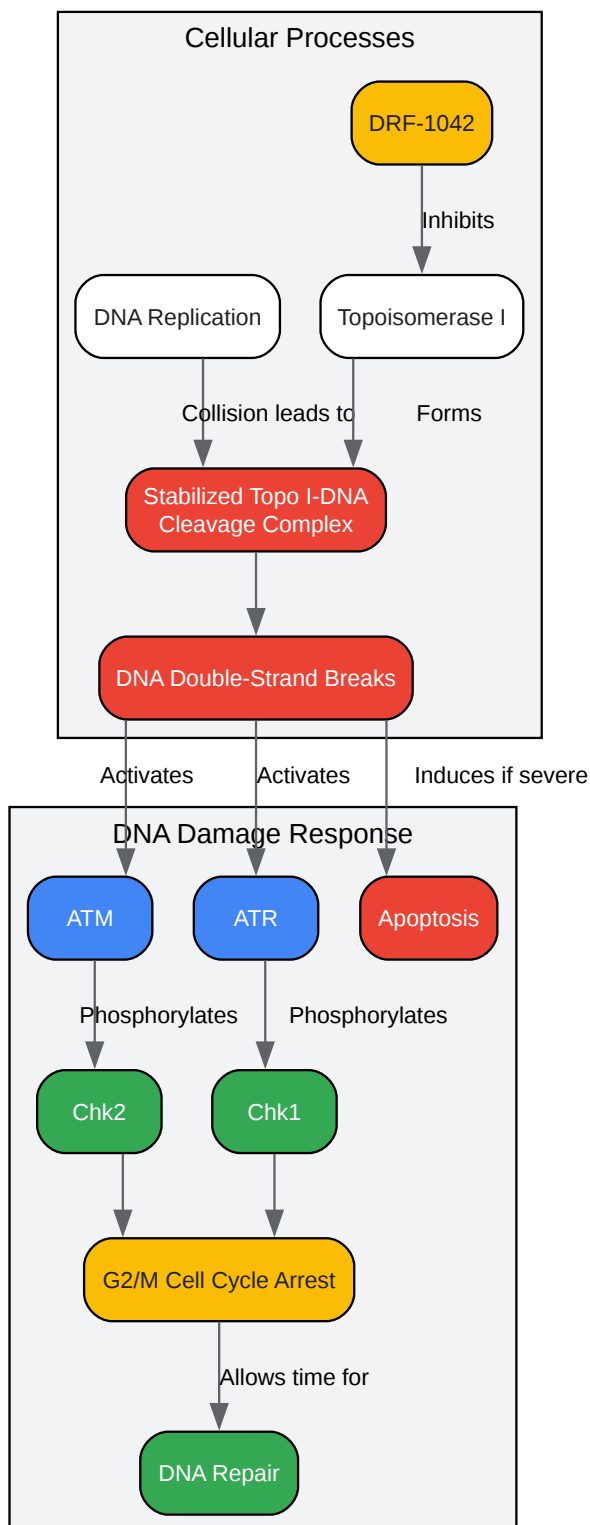 Cellular Processes
DRF-1042
Inhibits
DNA Replication
Topoisomerase I
Collision leads to
Forms
Stabilized Topo I-DNA
Cleavage Complex
DNA Double-Strand Breaks
Activates
Activates
Induces if severe
DNA Damage Response
ATM
ATR
Apoptosis
Phosphorylates
Phosphorylates
Chk2
Chk1
G2/M Cell Cycle Arrest
Allows time for
DNA Repair